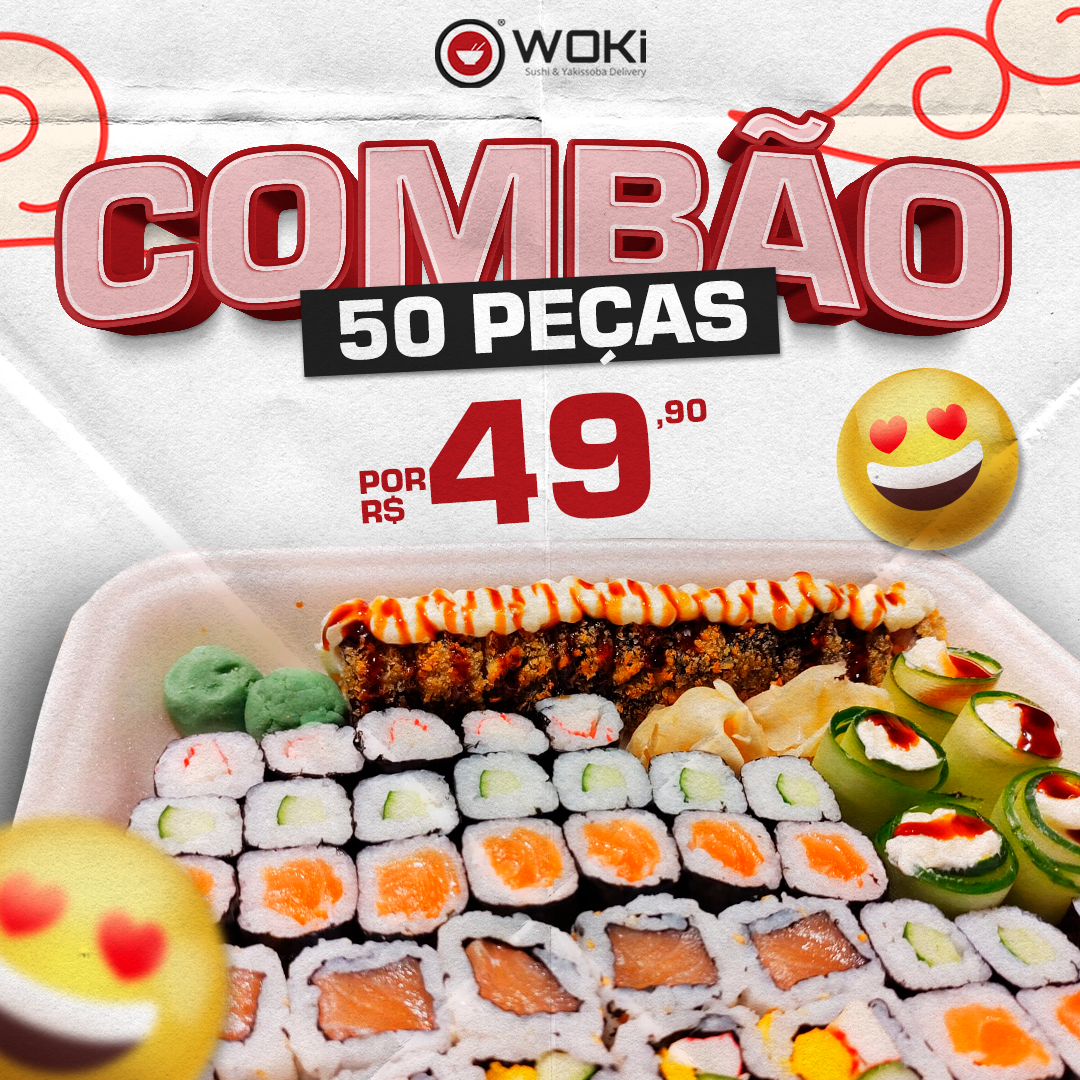 WOKi®
Sushi & Yakissoba Delivery
COMBÃO
50 PEÇAS
POR
R$ 49,90